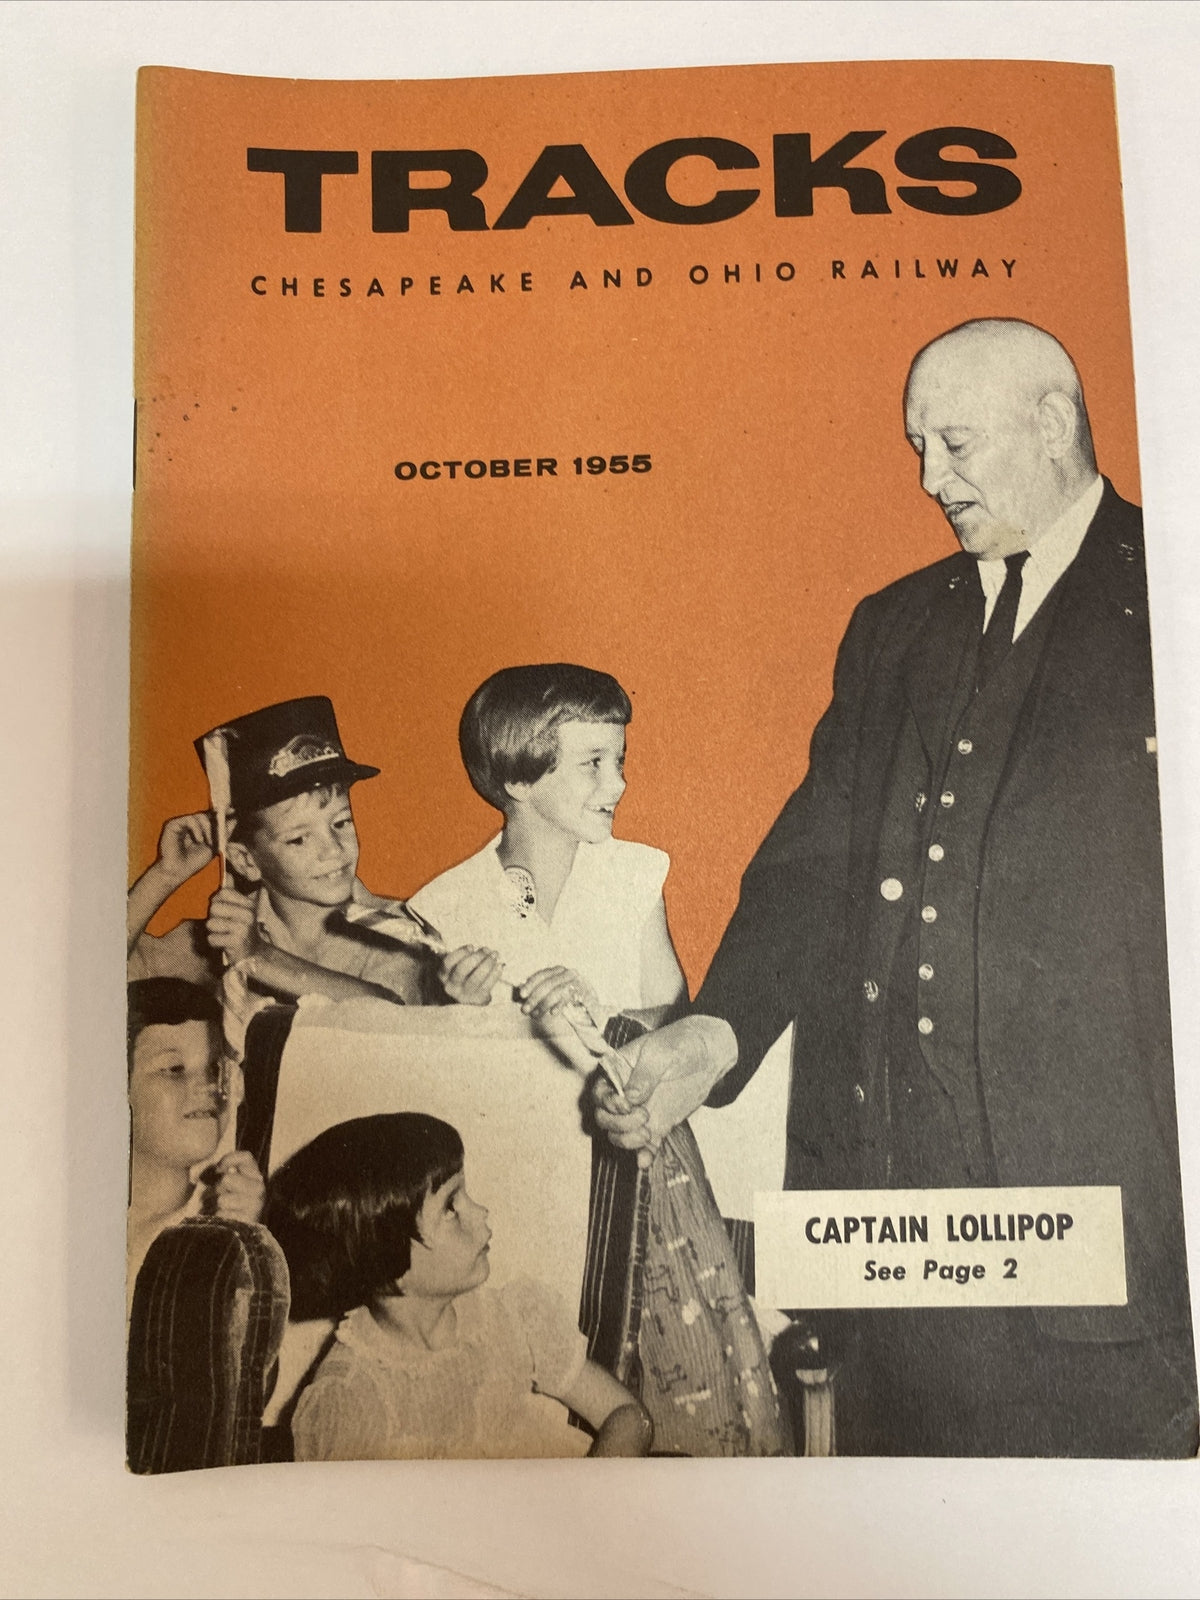 TRACKS
CHESAPEAKE AND OHIO RAILWAY
OCTOBER 1955
CAPTAIN LOLLIPOP
See Page 2